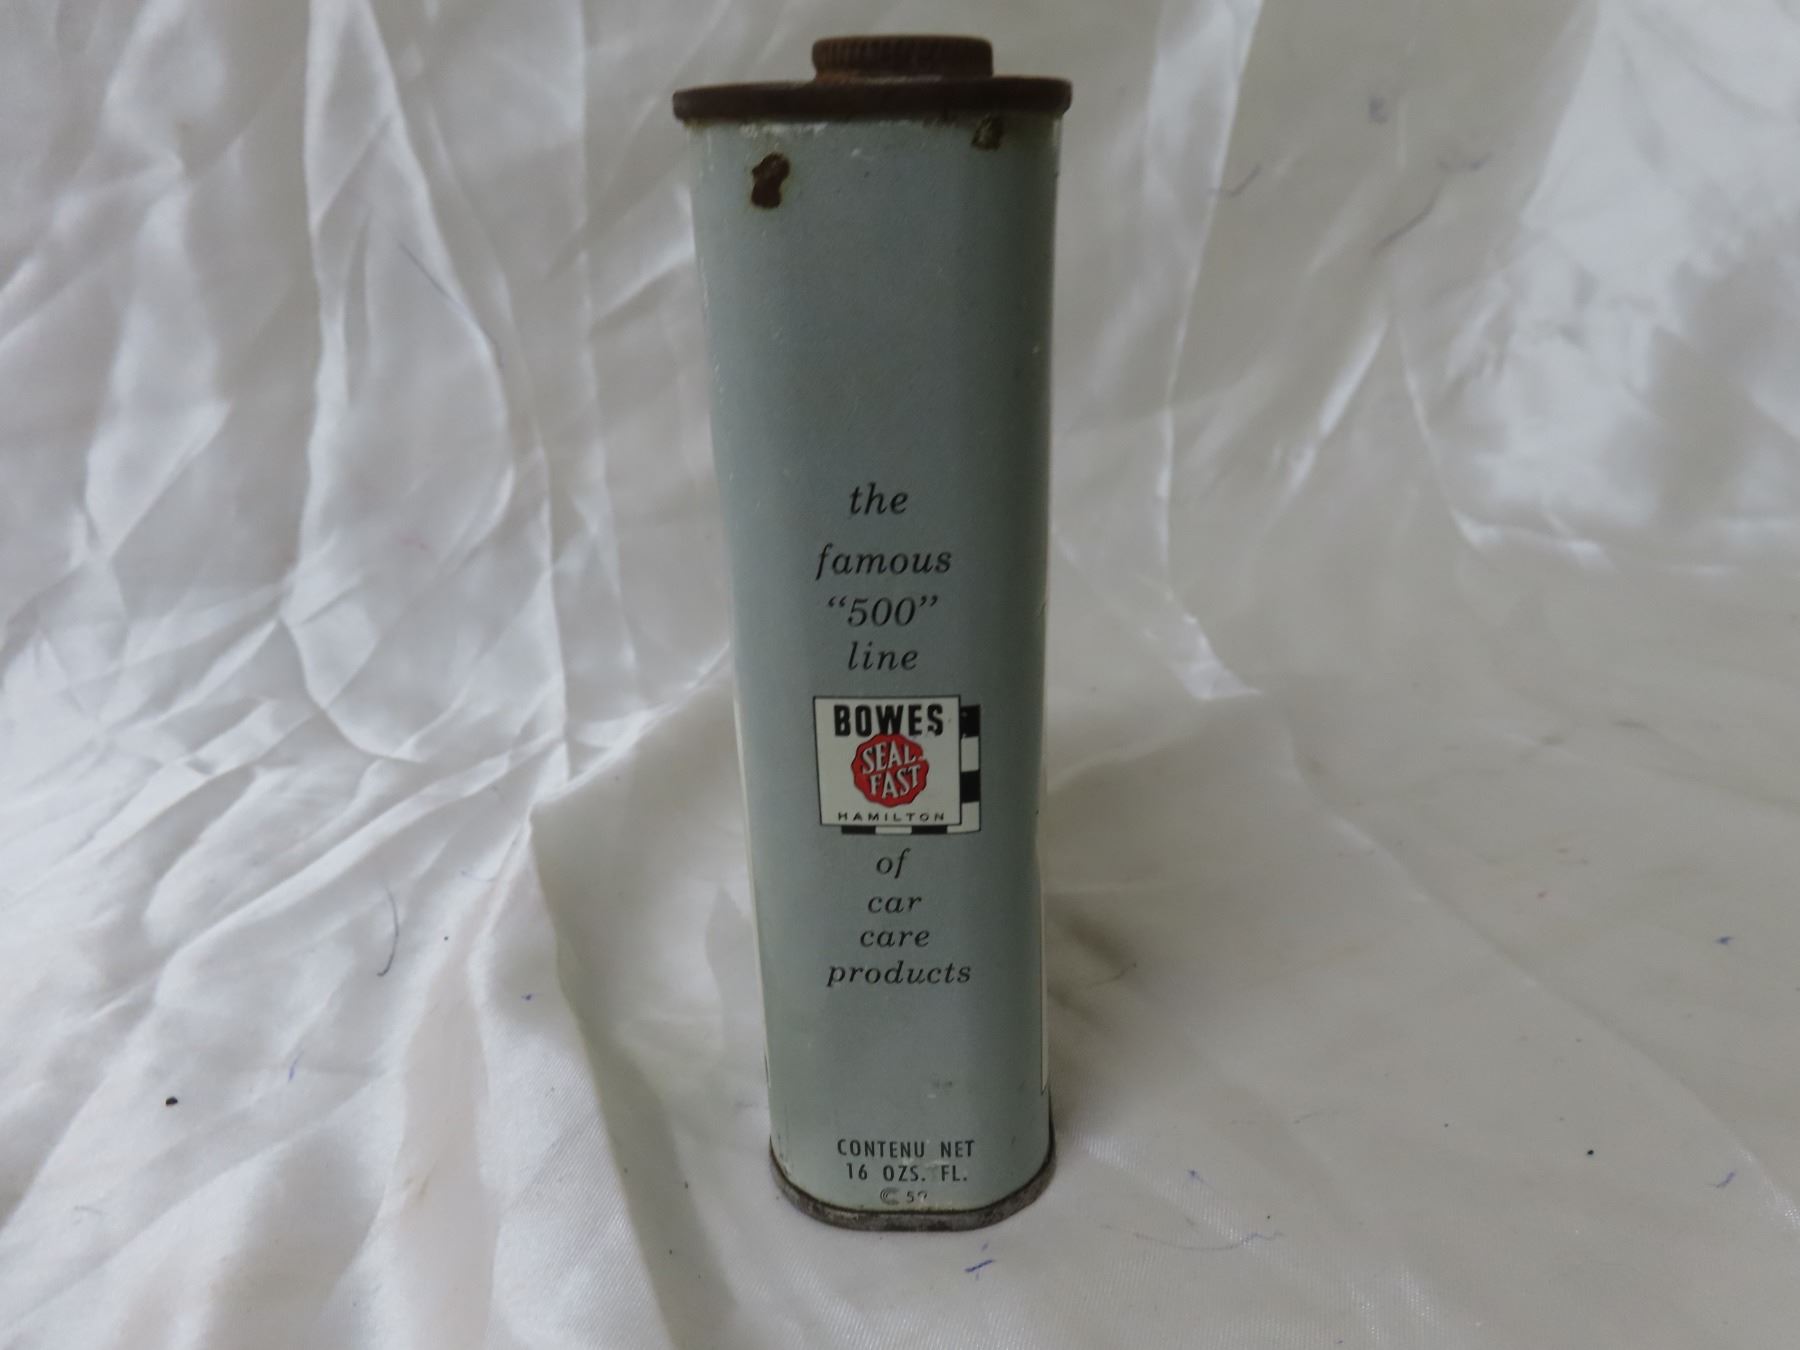 the
famous
“500”
line
BOWES
SEAL-
FAST
HAMILTON
of
car
care
products
CONTENU NET
16 OZS. FL.